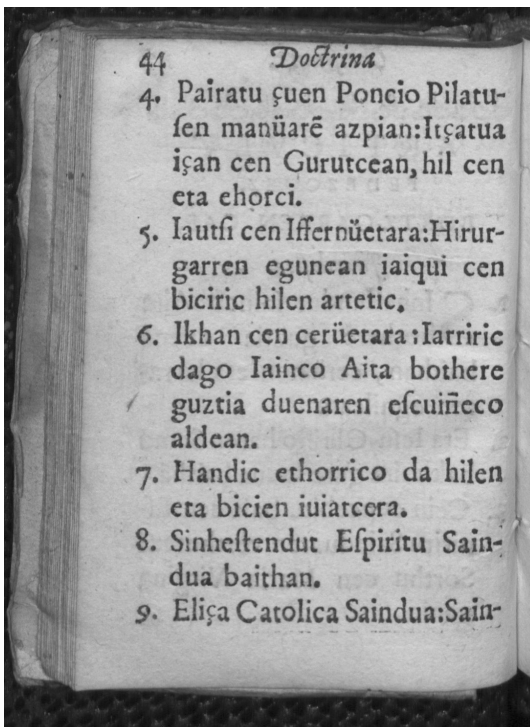 44 Doctrina
4. Pairatu çuen Poncio Pilatu-
ſen manüarẽ azpian:Itçatua
içan cen Gurutcean, hil cen
eta ehorci.
5. Iautſi cen Iffernüetara:Hirur-
garren egunean iaiqui cen
biciric hilen artetic.
6. Ikhan cen cerüetara:Iarriric
dago Iainco Aita bothere
guztia duenaren eſcuiñeco
aldean.
7. Handic ethorrico da hilen
eta bicien iuiatcera.
8. Sinheſtendut Eſpiritu Sain-
dua baithan.
9. Eliça Catolica Saindua:Sain-